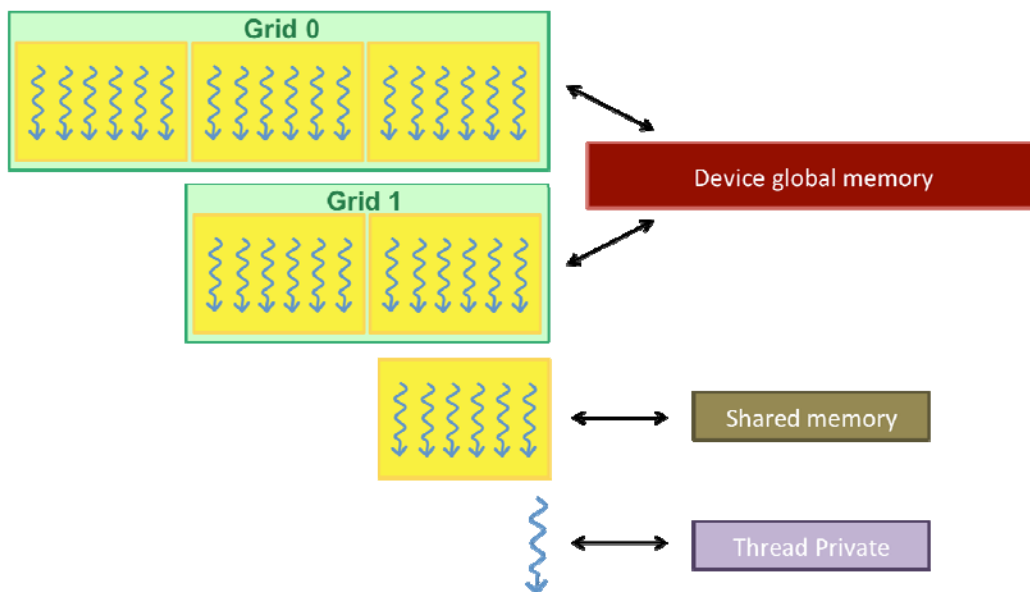 Grid 0
Device global memory
Grid 1
Shared memory
Thread Private